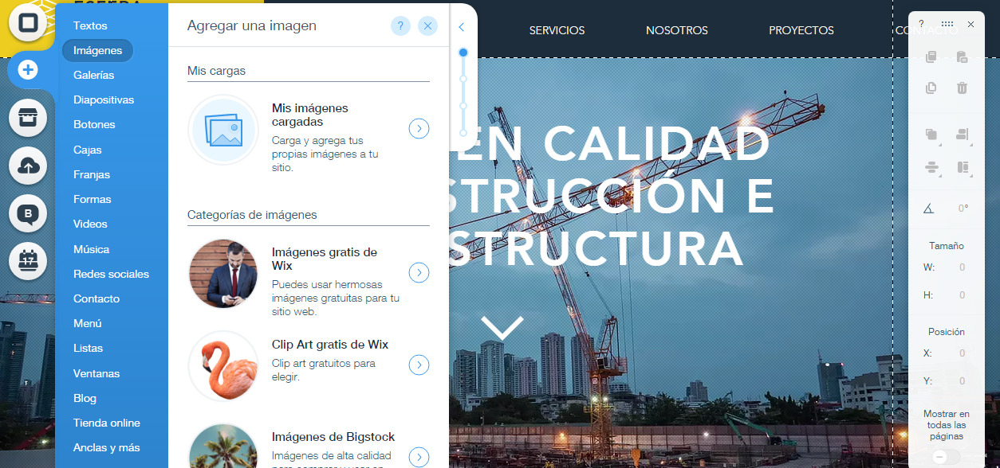 Textos
Imágenes
Galerías
Diapositivas
Botones
Cajas
Franjas
Formas
Videos
Música
Redes sociales
Contacto
Menú
Listas
Ventanas
Blog
Tienda online
Anclas y más
B
17
Agregar una imagen
?
Mis cargas
Mis imágenes
cargadas
Carga y agrega tus
propias imágenes a tu
sitio.
Categorías de imágenes
Imágenes gratis de
Wix
Puedes usar hermosas
imágenes gratuitas para tu
sitio web.
Clip Art gratis de Wix
Clip art gratuitos para
elegir.
Imágenes de Bigstock
Imágenes de alta calidad
SERVICIOS
NOSOTROS
PROYECTOS
CONTACTO
EN CALIDAD
STRUCCIÓN E
STRUCTURA
?
0°
Tamaño
W: 0
H: 0
Posición
X: 0
Y: 0
Mostrar en
todas las
páginas